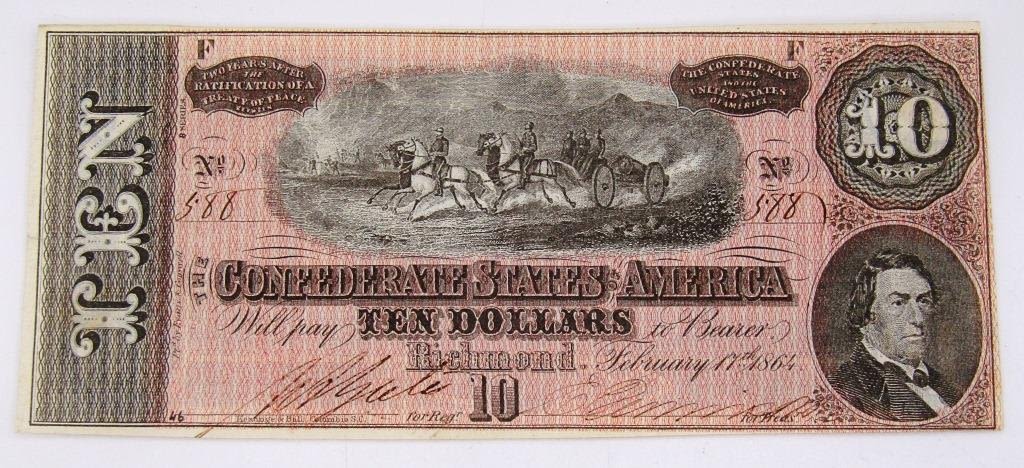 F
F
TWO YEARS AFTER
THE
RATIFICATION OF A
TREATY OF PEACE
BETWEEN
THE CONFEDERATE
STATES
AND THE
UNITED STATES
OF AMERICA.
10
TEN
No
588
No
588
THE
CONFEDERATE STATES OF AMERICA
Will pay TEN DOLLARS to Bearer
Richmond. February 17th 1864
10
46
Columbia S.C.
for Regr.
for Treas.